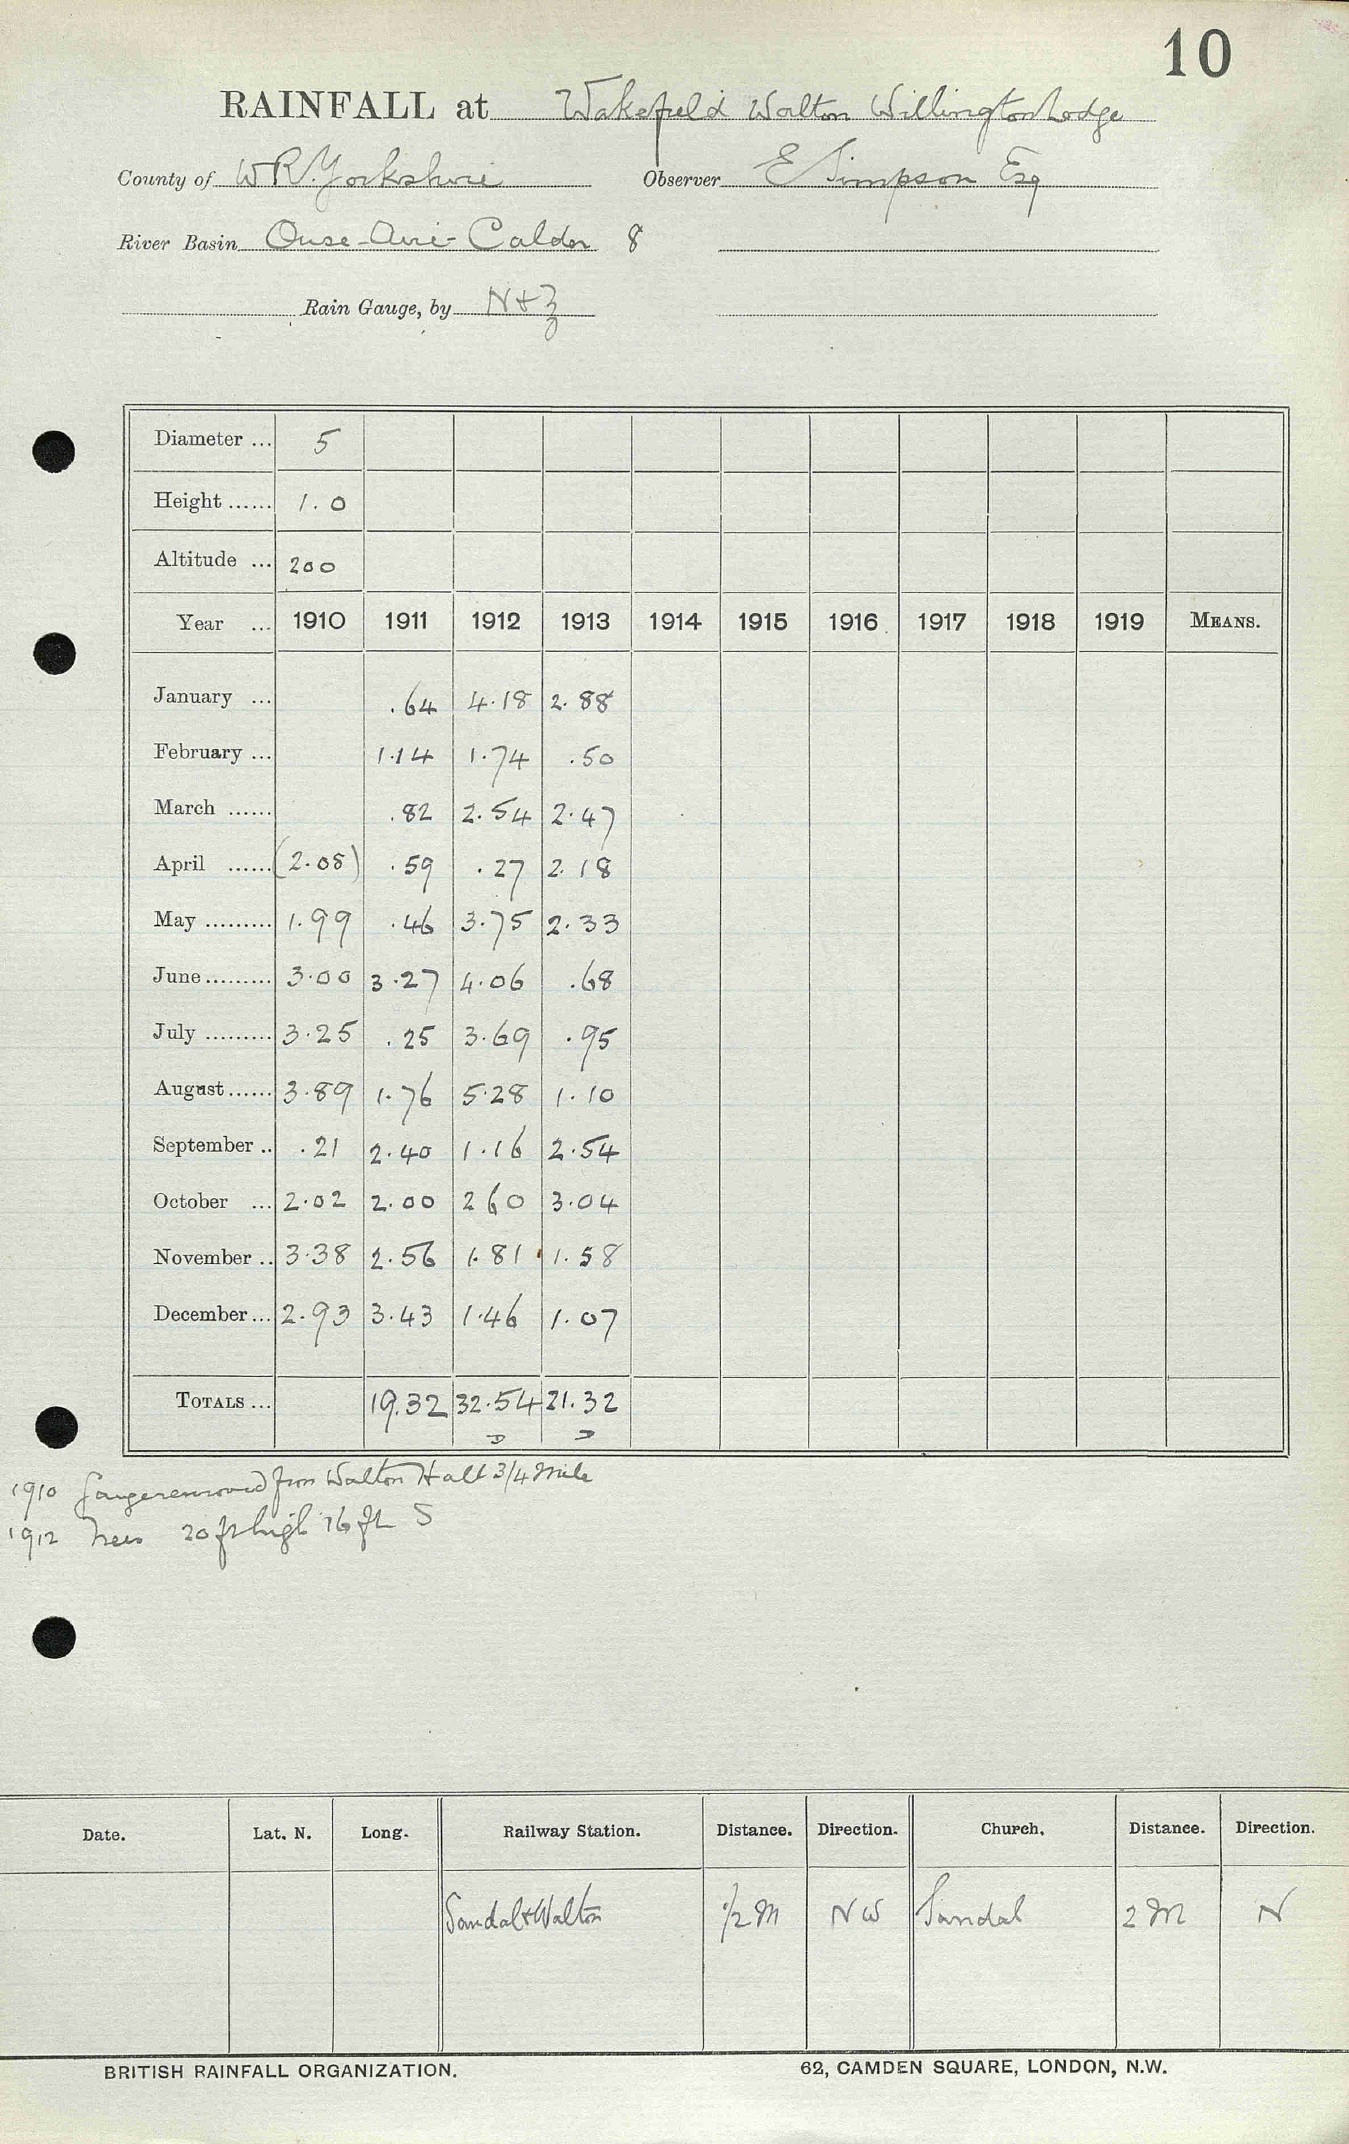 10
RAINFALL at Wakefield Walton Willington Lodge
County of W R. Yorkshire Observer E Simpson Esq
River Basin Ouse-Aire-Calder 8
Rain Gauge, by N & Z
Diameter ... 5
Height ...... 1.0
Altitude ... 200
Year ... 1910 1911 1912 1913 1914 1915 1916 1917 1918 1919 MEANS.
January ... .64 4.18 2.88
February ... 1.14 1.74 .50
March ...... .82 2.54 2.47
April ...... (2.08) .59 .27 2.18
May ......... 1.99 .46 3.75 2.33
June ......... 3.00 3.27 4.06 .68
July ......... 3.25 .25 3.69 .95
August ...... 3.89 1.76 5.28 1.10
September .. .21 2.40 1.16 2.54
October ... 2.02 2.00 2 60 3.04
November .. 3.38 2.56 1.81 1.58
December ... 2.93 3.43 1.46 1.07
TOTALS ... 19.32 32.54 21.32
1910 Gauge removed from Walton Hall 3/4 mile
1912 Trees 20 ft high 16 ft S
Date. Lat. N. Long. Railway Station. Distance. Direction. Church. Distance. Direction.
Sandal & Walton 1/2 M NW Sandal 2 M N
BRITISH RAINFALL ORGANIZATION. 62, CAMDEN SQUARE, LONDON, N.W.